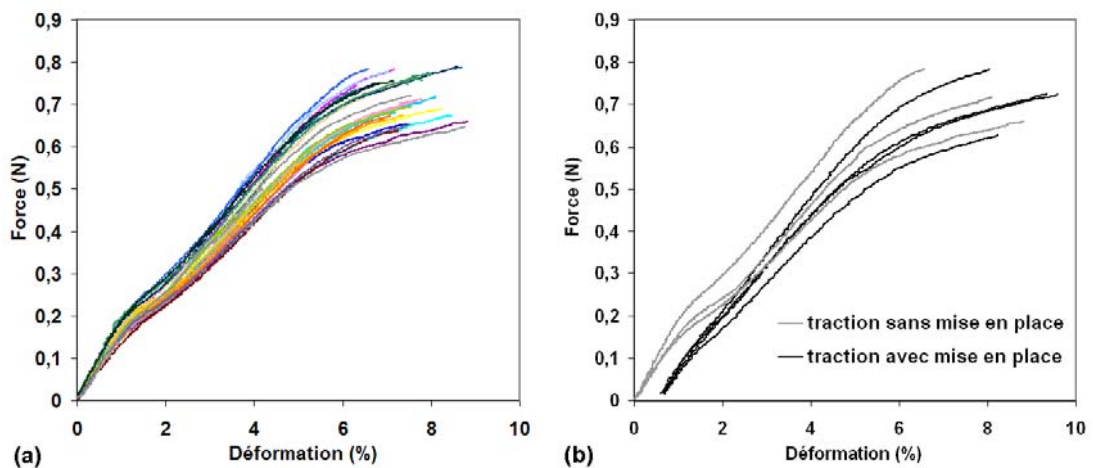 0,9
0,8
0,7
0,6
0,5
0,4
0,3
0,2
0,1
0
Force (N)
0 2 4 6 8 10
Déformation (%)
(a)
0,9
0,8
0,7
0,6
0,5
0,4
0,3
0,2
0,1
0
Force (N)
traction sans mise en place
traction avec mise en place
0 2 4 6 8 10
Déformation (%)
(b)